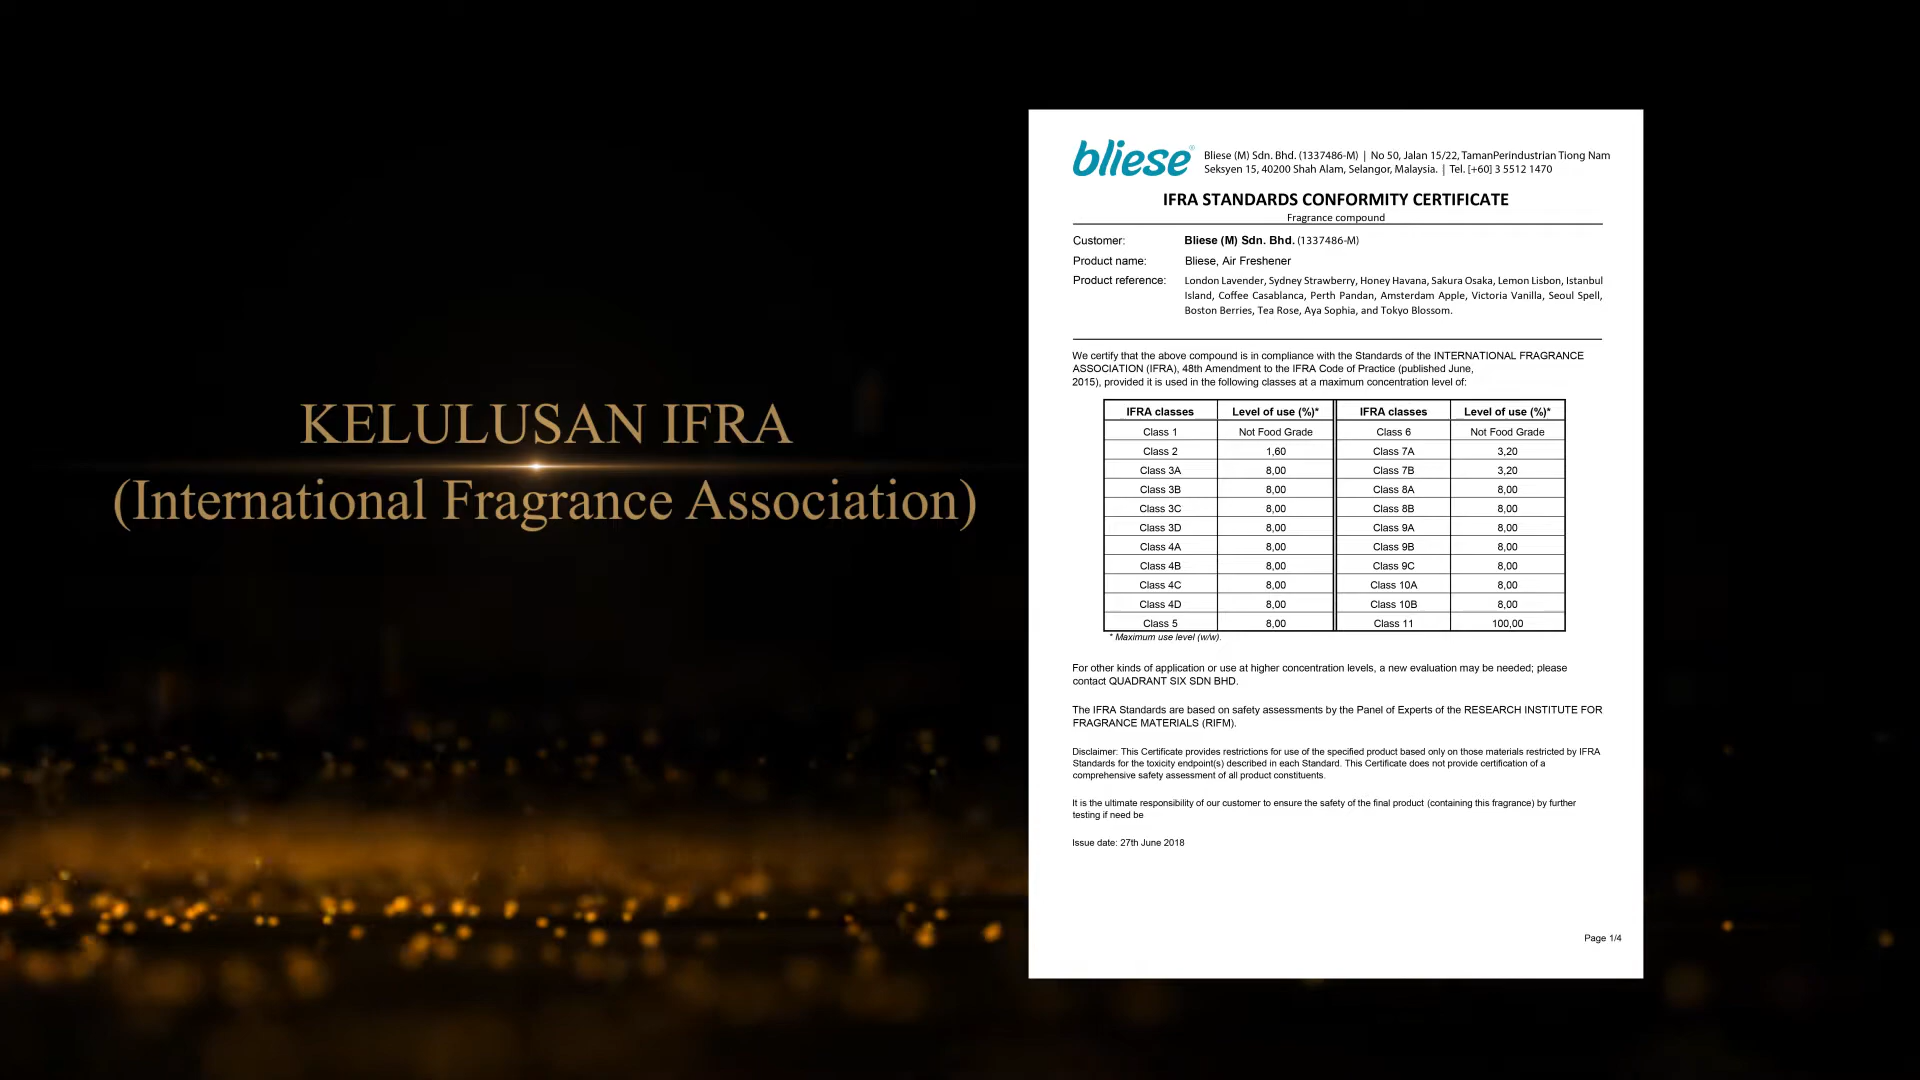 KELULUSAN IFRA
(International Fragrance Association)
bliese®
Bliese (M) Sdn. Bhd. (1337486-M) | No 50, Jalan 15/22, TamanPerindustrian Tiong Nam
Seksyen 15, 40200 Shah Alam, Selangor, Malaysia. | Tel. [+60] 3 5512 1470
IFRA STANDARDS CONFORMITY CERTIFICATE
Fragrance compound
Customer: Bliese (M) Sdn. Bhd. (1337486-M)
Product name: Bliese, Air Freshener
Product reference: London Lavender, Sydney Strawberry, Honey Havana, Sakura Osaka, Lemon Lisbon, Istanbul
Island, Coffee Casablanca, Perth Pandan, Amsterdam Apple, Victoria Vanilla, Seoul Spell,
Boston Berries, Tea Rose, Aya Sophia, and Tokyo Blossom.
We certify that the above compound is in compliance with the Standards of the INTERNATIONAL FRAGRANCE
ASSOCIATION (IFRA), 48th Amendment to the IFRA Code of Practice (published June,
2015), provided it is used in the following classes at a maximum concentration level of:
IFRA classes Level of use (%)* IFRA classes Level of use (%)*
Class 1 Not Food Grade Class 6 Not Food Grade
Class 2 1,60 Class 7A 3,20
Class 3A 8,00 Class 7B 3,20
Class 3B 8,00 Class 8A 8,00
Class 3C 8,00 Class 8B 8,00
Class 3D 8,00 Class 9A 8,00
Class 4A 8,00 Class 9B 8,00
Class 4B 8,00 Class 9C 8,00
Class 4C 8,00 Class 10A 8,00
Class 4D 8,00 Class 10B 8,00
Class 5 8,00 Class 11 100,00
* Maximum use level (w/w).
For other kinds of application or use at higher concentration levels, a new evaluation may be needed; please
contact QUADRANT SIX SDN BHD.
The IFRA Standards are based on safety assessments by the Panel of Experts of the RESEARCH INSTITUTE FOR
FRAGRANCE MATERIALS (RIFM).
Disclaimer: This Certificate provides restrictions for use of the specified product based only on those materials restricted by IFRA
Standards for the toxicity endpoint(s) described in each Standard. This Certificate does not provide certification of a
comprehensive safety assessment of all product constituents.
It is the ultimate responsibility of our customer to ensure the safety of the final product (containing this fragrance) by further
testing if need be
Issue date: 27th June 2018
Page 1/4